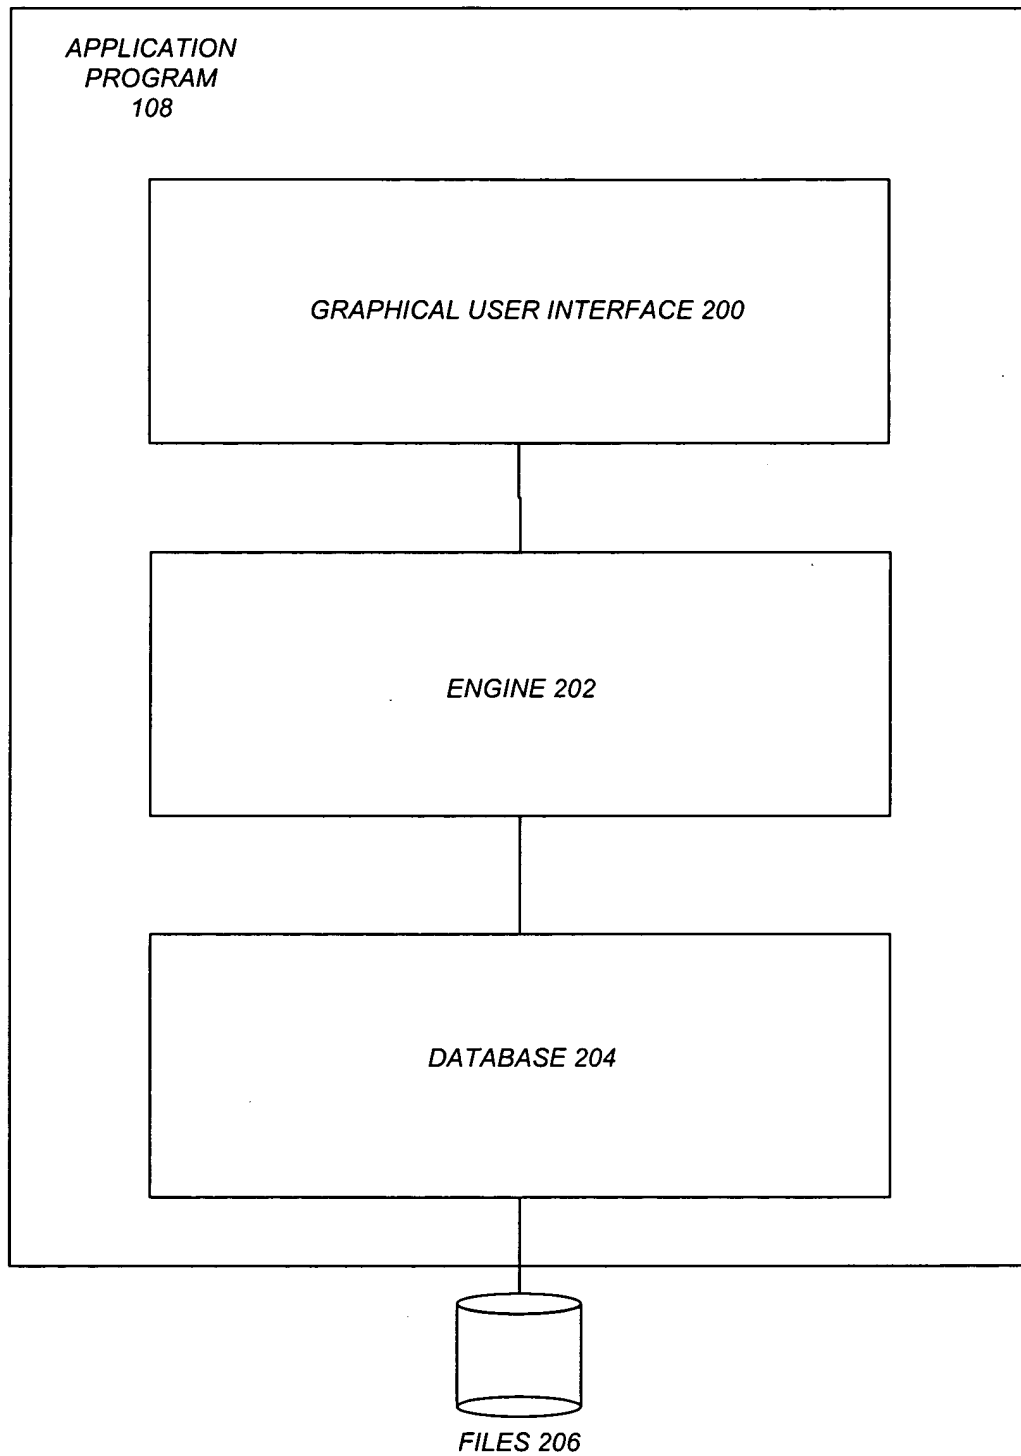 APPLICATION
PROGRAM
108
GRAPHICAL USER INTERFACE 200
ENGINE 202
DATABASE 204
FILES 206